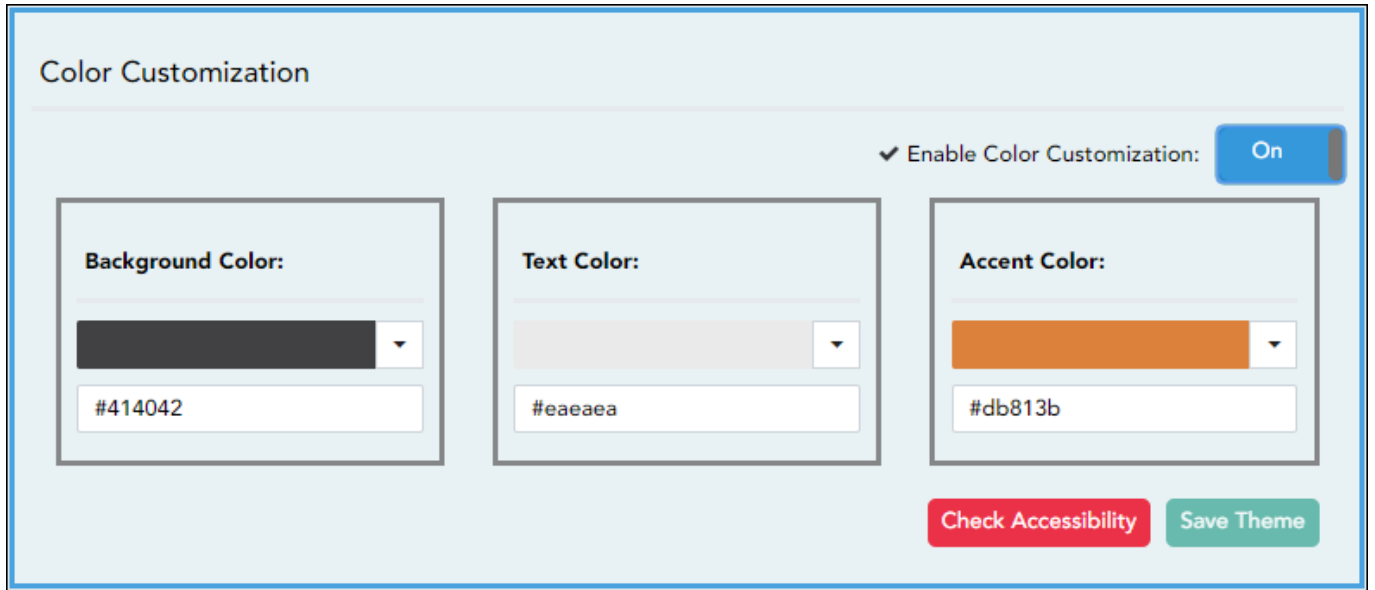 Color Customization
Enable Color Customization:
On
Background Color:
Text Color:
Accent Color:
#414042
#eaeaea
#db813b
Check Accessibility
Save Theme